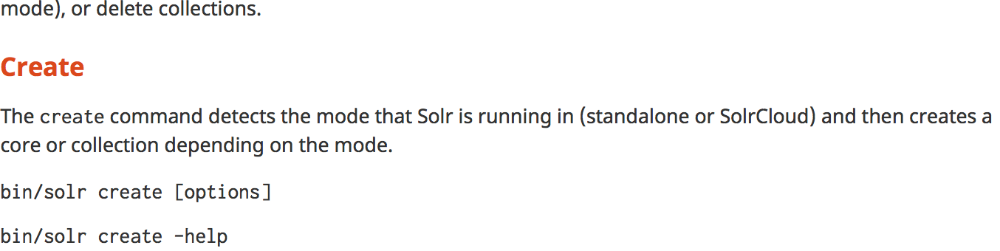 mode), or delete collections.
Create
The create command detects the mode that Solr is running in (standalone or SolrCloud) and then creates a
core or collection depending on the mode.
bin/solr create [options]
bin/solr create -help